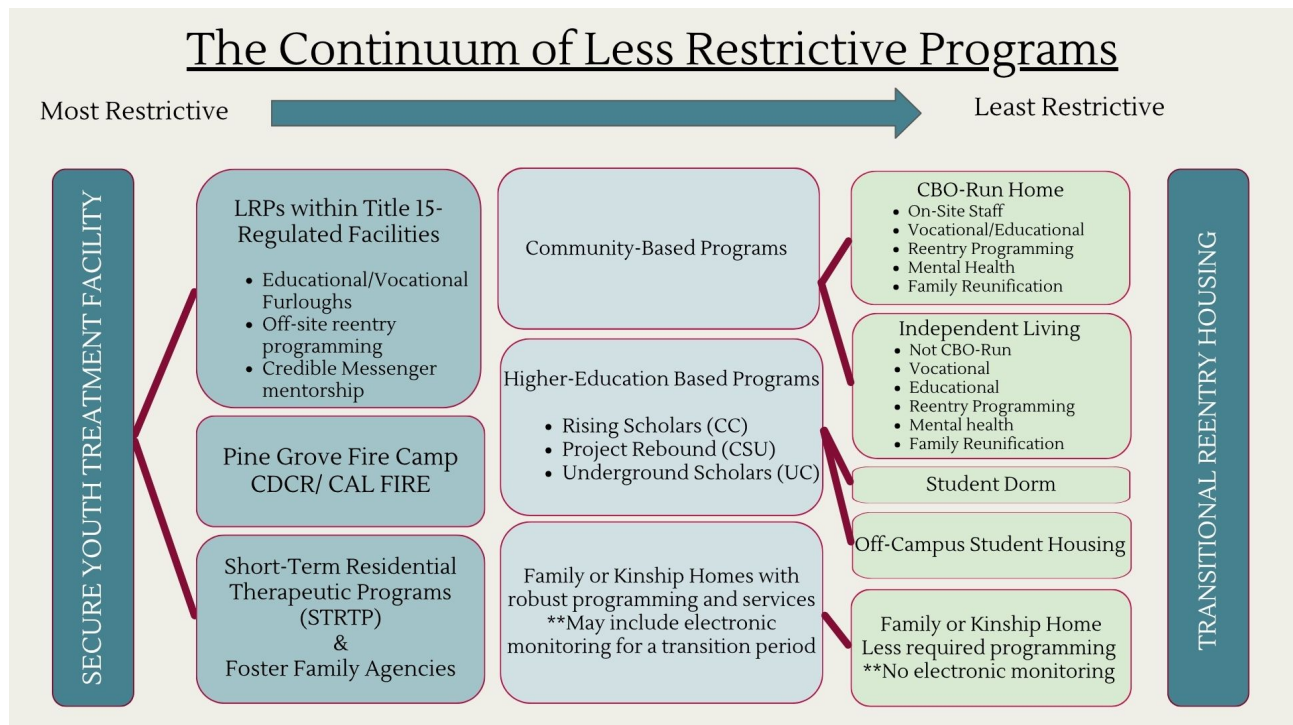 The Continuum of Less Restrictive Programs
Most Restrictive
Least Restrictive
SECURE YOUTH TREATMENT FACILITY
LRPs within Title 15-
Regulated Facilities
• Educational/Vocational
Furloughs
• Off-site reentry
programming
• Credible Messenger
mentorship
Pine Grove Fire Camp
CDCR/ CAL FIRE
Short-Term Residential
Therapeutic Programs
(STRTP)
&
Foster Family Agencies
Community-Based Programs
Higher-Education Based Programs
• Rising Scholars (CC)
• Project Rebound (CSU)
• Underground Scholars (UC)
Family or Kinship Homes with
robust programming and services
**May include electronic
monitoring for a transition period
CBO-Run Home
• On-Site Staff
• Vocational/Educational
• Reentry Programming
• Mental Health
• Family Reunification
Independent Living
• Not CBO-Run
• Vocational
• Educational
• Reentry Programming
• Mental health
• Family Reunification
Student Dorm
Off-Campus Student Housing
Family or Kinship Home
Less required programming
**No electronic monitoring
TRANSITIONAL REENTRY HOUSING